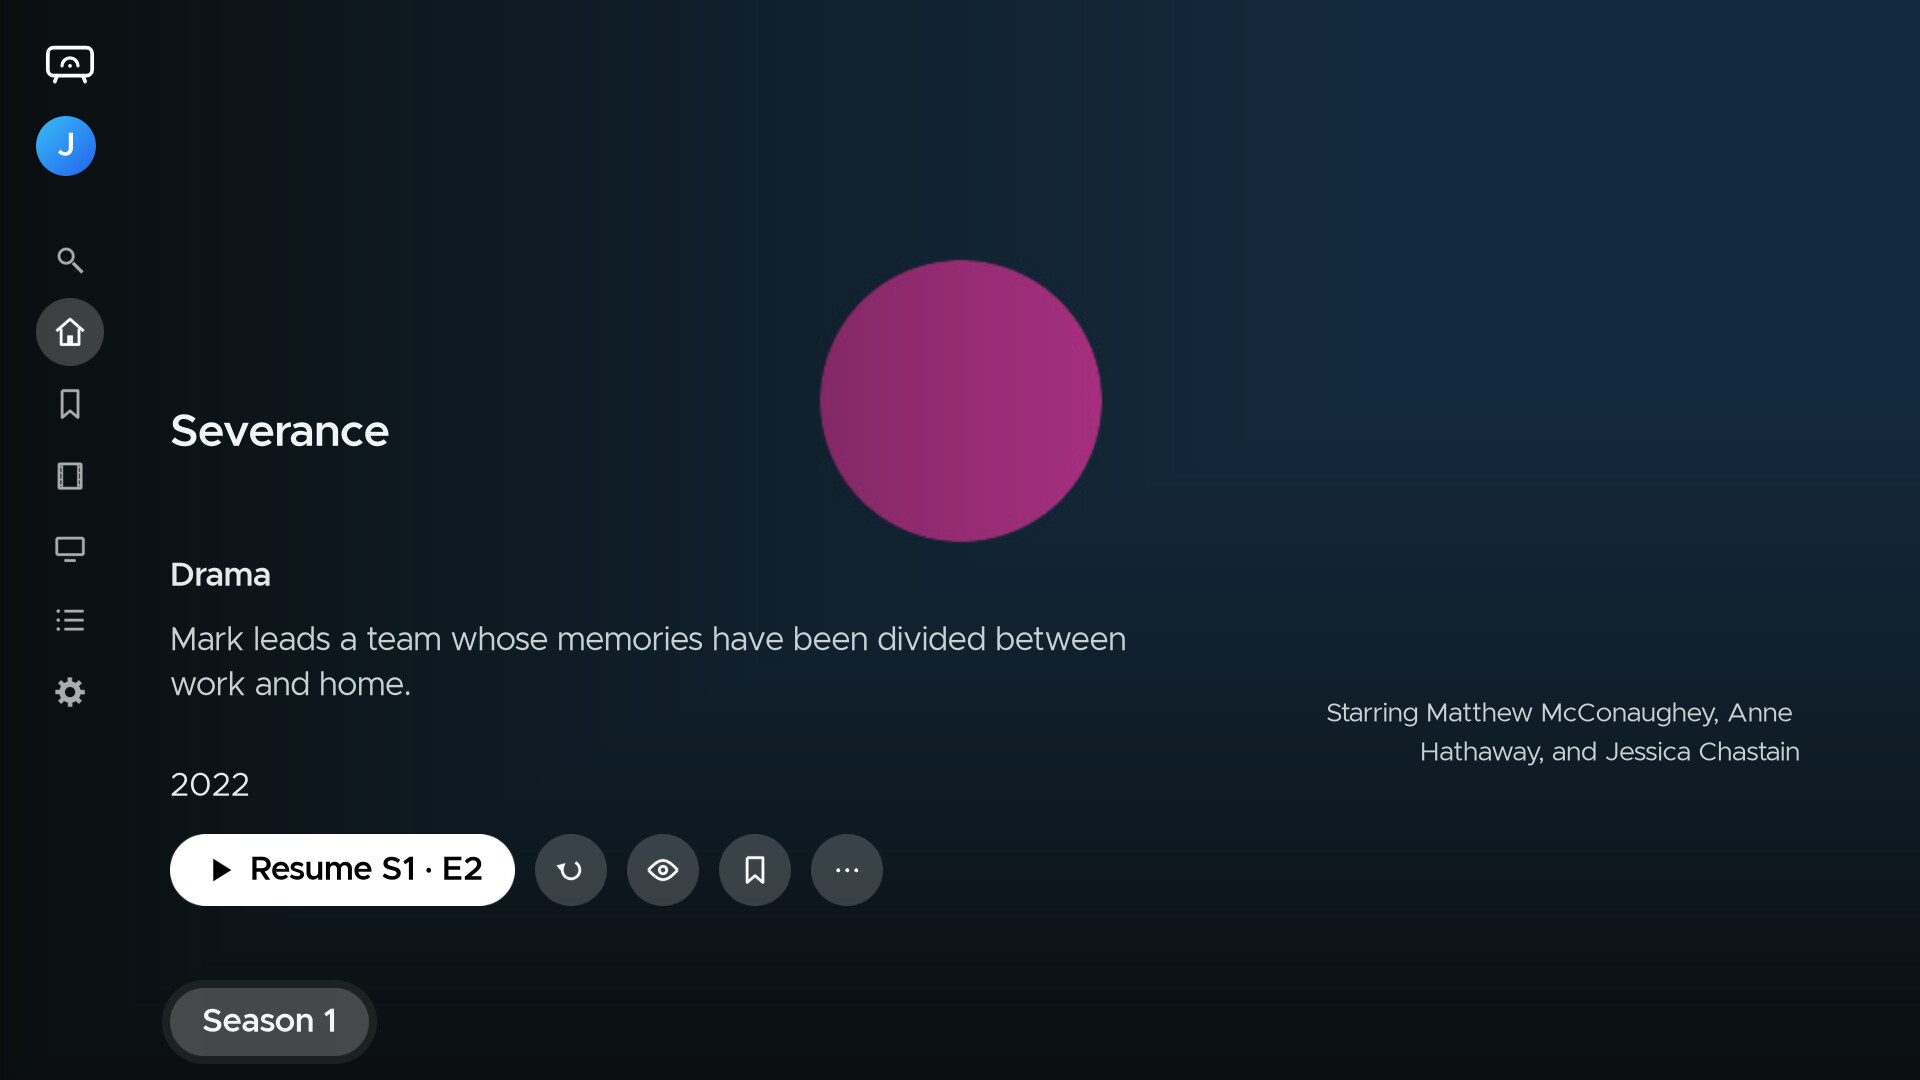 J
Severance
Drama
Mark leads a team whose memories have been divided between
work and home.
Starring Matthew McConaughey, Anne
Hathaway, and Jessica Chastain
2022
Resume S1 · E2
Season 1